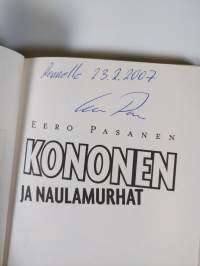 23.2.2007
EERO PASANEN
KONONEN
JA NAULAMURHAT